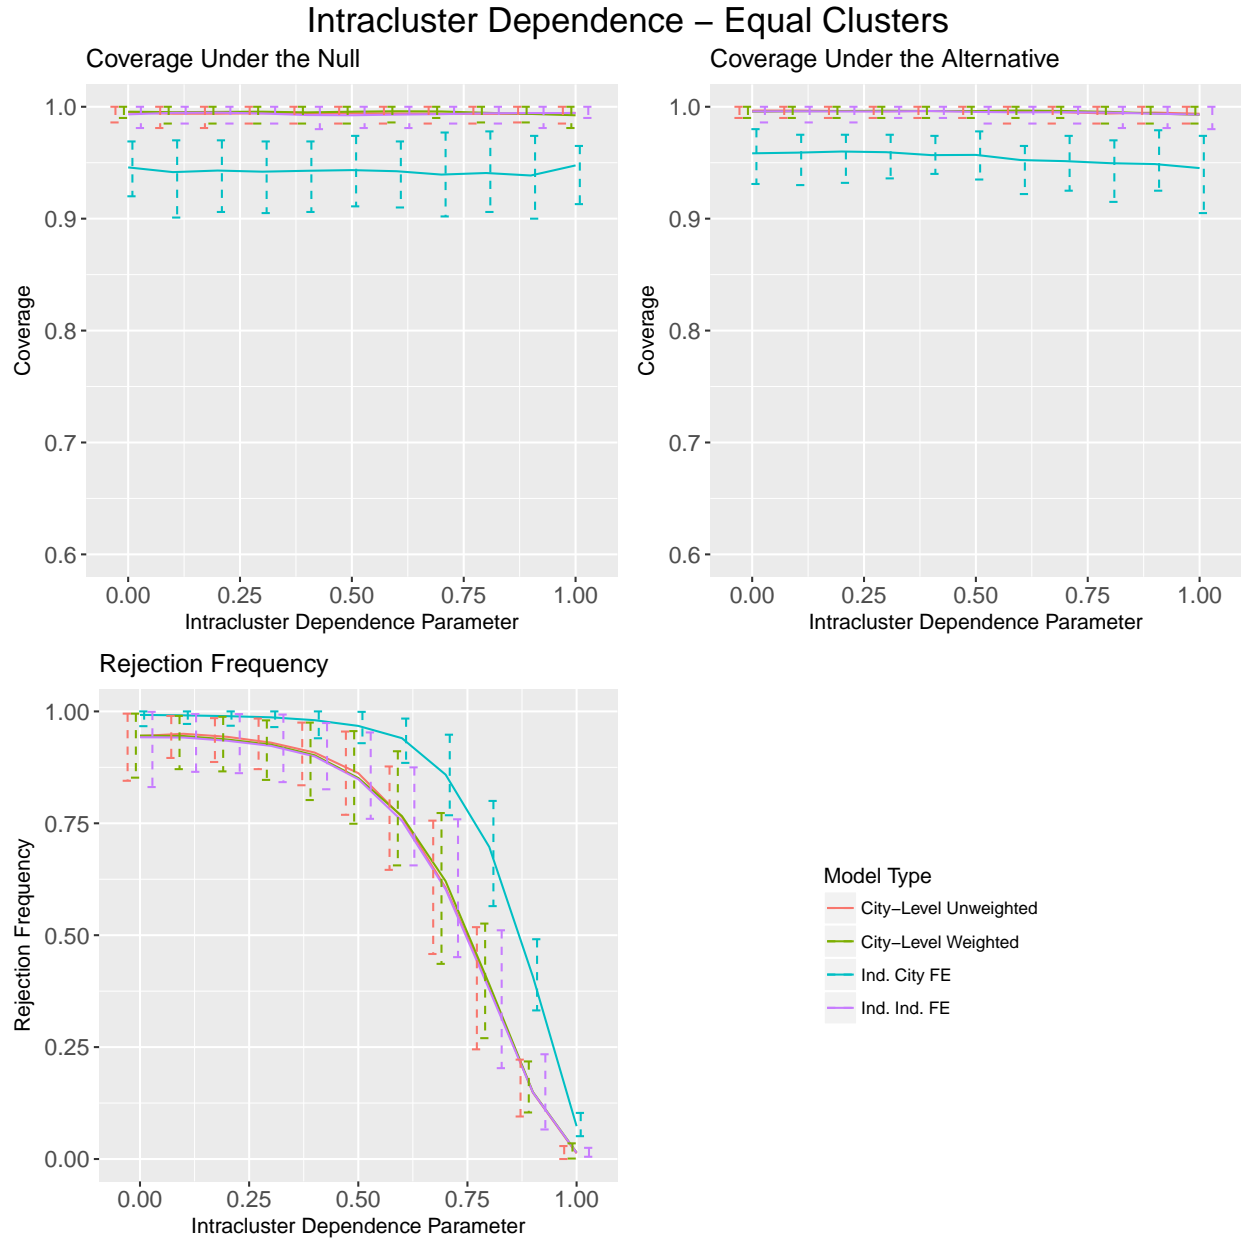 Intracluster Dependence – Equal Clusters
Coverage Under the Null
Coverage Under the Alternative
1.0
0.9
0.8
0.7
0.6
Coverage
0.00 0.25 0.50 0.75 1.00
Intracluster Dependence Parameter
1.0
0.9
0.8
0.7
0.6
Coverage
0.00 0.25 0.50 0.75 1.00
Intracluster Dependence Parameter
Rejection Frequency
1.00
0.75
0.50
0.25
0.00
Rejection Frequency
0.00 0.25 0.50 0.75 1.00
Intracluster Dependence Parameter
Model Type
City–Level Unweighted
City–Level Weighted
Ind. City FE
Ind. Ind. FE